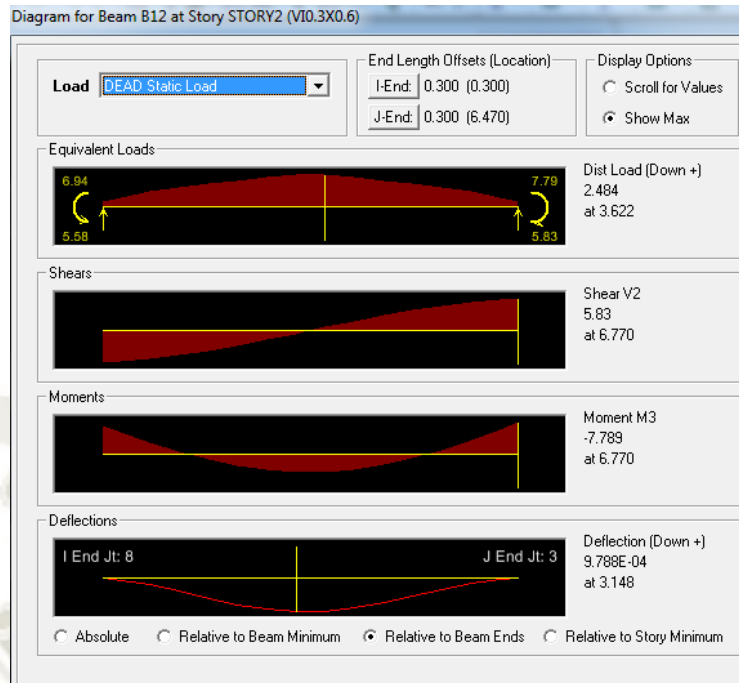 Diagram for Beam B12 at Story STORY2 (VI0.3X0.6)
Load DEAD Static Load
End Length Offsets (Location)
I-End: 0.300 (0.300)
J-End: 0.300 (6.470)
Display Options
Scroll for Values
Show Max
Equivalent Loads
6.94 7.79
5.58 5.83
Dist Load (Down +)
2.484
at 3.622
Shears
Shear V2
5.83
at 6.770
Moments
Moment M3
-7.789
at 6.770
Deflections
I End Jt: 8 J End Jt: 3
Deflection (Down +)
9.788E-04
at 3.148
Absolute Relative to Beam Minimum Relative to Beam Ends Relative to Story Minimum